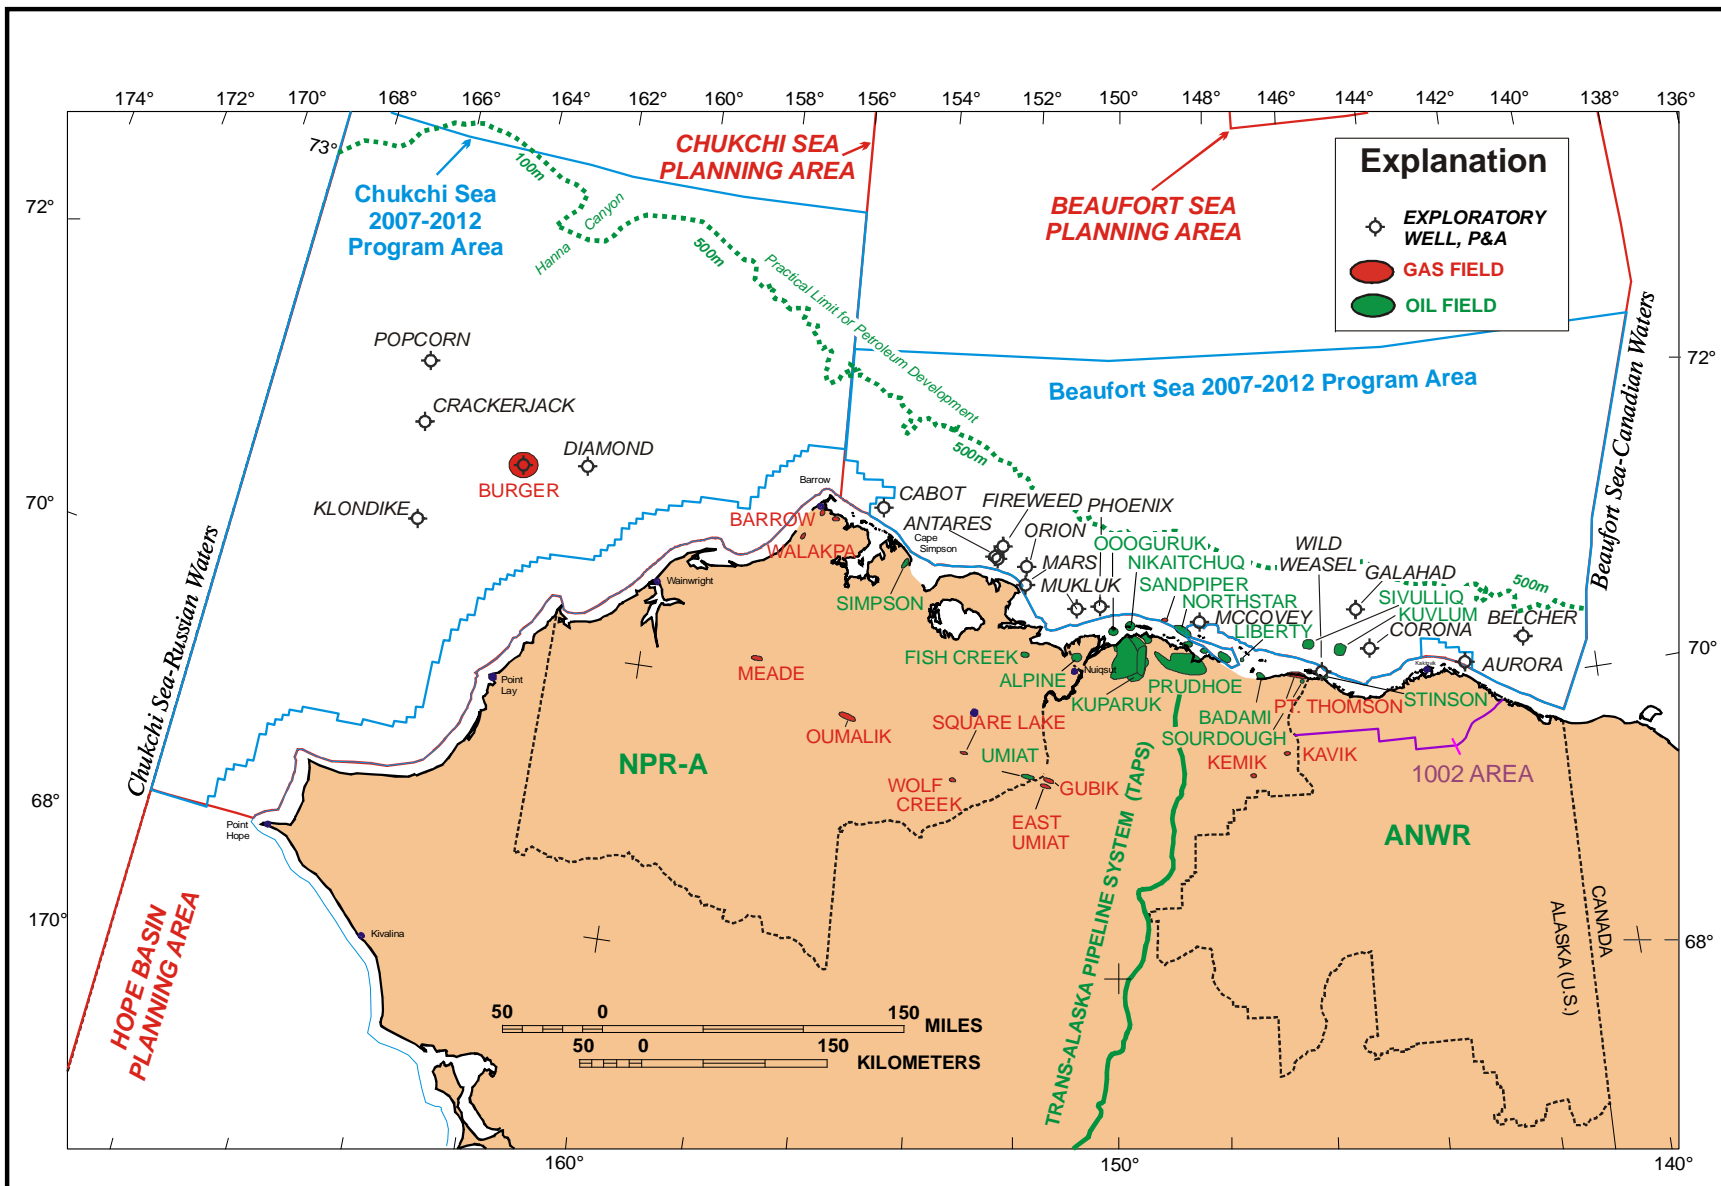 174°
172°
170°
168°
166°
164°
162°
160°
158°
156°
154°
152°
150°
148°
146°
144°
142°
140°
138°
136°
73°
72°
70°
68°
170°
72°
70°
68°
160°
150°
140°
CHUKCHI SEA
PLANNING AREA
Chukchi Sea
2007-2012
Program Area
100m
Hanna Canyon
500m
Practical Limit for Petroleum Development
500m
500m
BEAUFORT SEA
PLANNING AREA
Beaufort Sea 2007-2012 Program Area
Explanation
EXPLORATORY
WELL, P&A
GAS FIELD
OIL FIELD
Chukchi Sea-Russian Waters
Beaufort Sea-Canadian Waters
POPCORN
CRACKERJACK
DIAMOND
BURGER
KLONDIKE
Barrow
BARROW
WALAKPA
CABOT
ANTARES
Cape
Simpson
FIREWEED
ORION
PHOENIX
MARS
MUKLUK
OOOGURUK
NIKAITCHUQ
SANDPIPER
NORTHSTAR
MCCOVEY
LIBERTY
WILD
WEASEL
GALAHAD
SIVULLIQ
KUVLUM
CORONA
BELCHER
AURORA
Kaktovik
STINSON
Wainwright
SIMPSON
Point
Lay
MEADE
FISH CREEK
ALPINE
Nuiqsut
KUPARUK
PRUDHOE
BADAMI
SOURDOUGH
PT. THOMSON
OUMALIK
SQUARE LAKE
UMIAT
WOLF
CREEK
GUBIK
EAST
UMIAT
KEMIK
KAVIK
1002 AREA
NPR-A
ANWR
Point
Hope
Kivalina
HOPE BASIN
PLANNING AREA
TRANS-ALASKA PIPELINE SYSTEM (TAPS)
CANADA
ALASKA (U.S.)
50 0 150
MILES
50 0 150
KILOMETERS